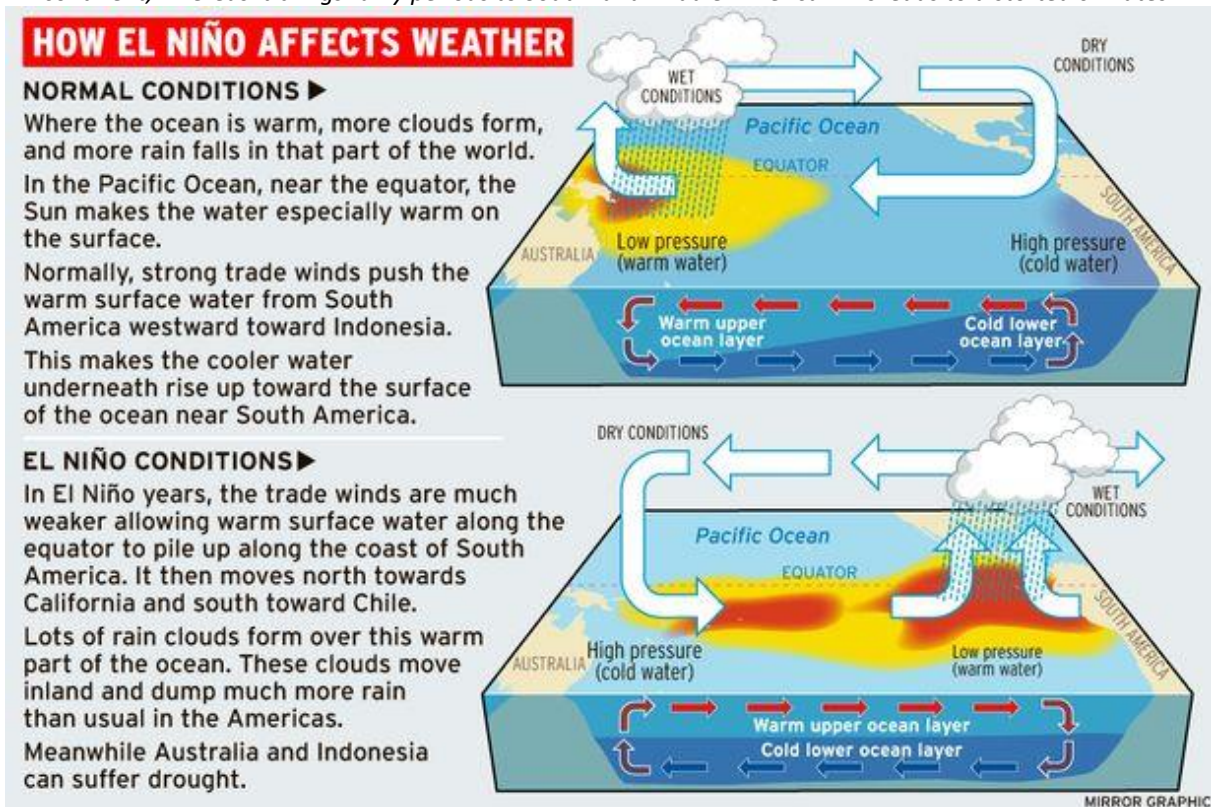 HOW EL NIÑO AFFECTS WEATHER
NORMAL CONDITIONS ▶
Where the ocean is warm, more clouds form,
and more rain falls in that part of the world.
In the Pacific Ocean, near the equator, the
Sun makes the water especially warm on
the surface.
Normally, strong trade winds push the
warm surface water from South
America westward toward Indonesia.
This makes the cooler water
underneath rise up toward the surface
of the ocean near South America.
WET
CONDITIONS
DRY
CONDITIONS
Pacific Ocean
EQUATOR
AUSTRALIA
SOUTH AMERICA
Low pressure
(warm water)
High pressure
(cold water)
Warm upper
ocean layer
Cold lower
ocean layer
EL NIÑO CONDITIONS▶
In El Niño years, the trade winds are much
weaker allowing warm surface water along the
equator to pile up along the coast of South
America. It then moves north towards
California and south toward Chile.
Lots of rain clouds form over this warm
part of the ocean. These clouds move
inland and dump much more rain
than usual in the Americas.
Meanwhile Australia and Indonesia
can suffer drought.
DRY CONDITIONS
WET
CONDITIONS
Pacific Ocean
EQUATOR
AUSTRALIA
SOUTH AMERICA
High pressure
(cold water)
Low pressure
(warm water)
Warm upper ocean layer
Cold lower ocean layer
MIRROR GRAPHIC